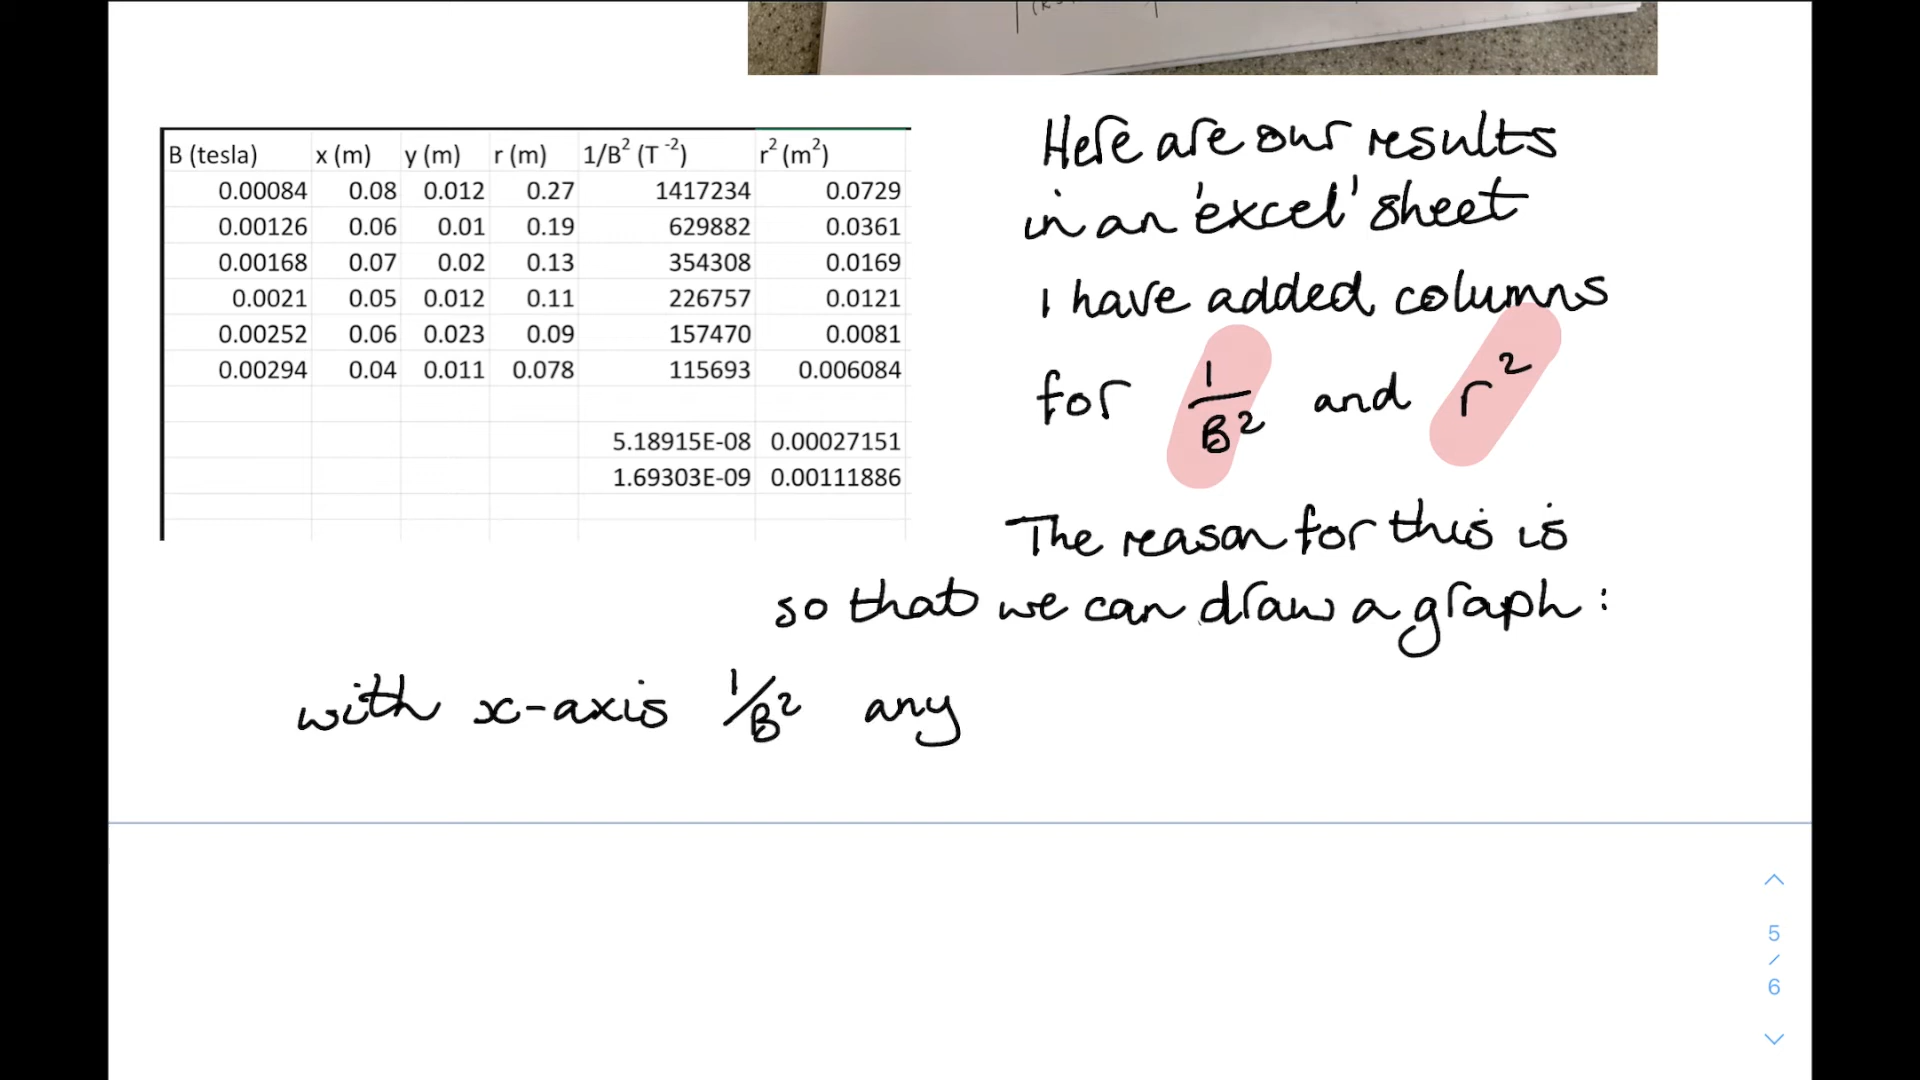 B (tesla) x (m) y (m) r (m) 1/B² (T⁻²) r² (m²)
0.00084 0.08 0.012 0.27 1417234 0.0729
0.00126 0.06 0.01 0.19 629882 0.0361
0.00168 0.07 0.02 0.13 354308 0.0169
0.0021 0.05 0.012 0.11 226757 0.0121
0.00252 0.06 0.023 0.09 157470 0.0081
0.00294 0.04 0.011 0.078 115693 0.006084
5.18915E-08 0.00027151
1.69303E-09 0.00111886
Here are our results
in an 'excel' sheet
I have added columns
for 1/B² and r²
The reason for this is
so that we can draw a graph:
with x-axis 1/B² any
5
/
6